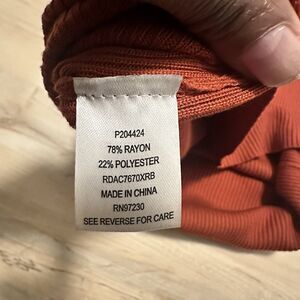 P204424
78% RAYON
22% POLYESTER
RDAC7670XRB
MADE IN CHINA
RN97230
SEE REVERSE FOR CARE